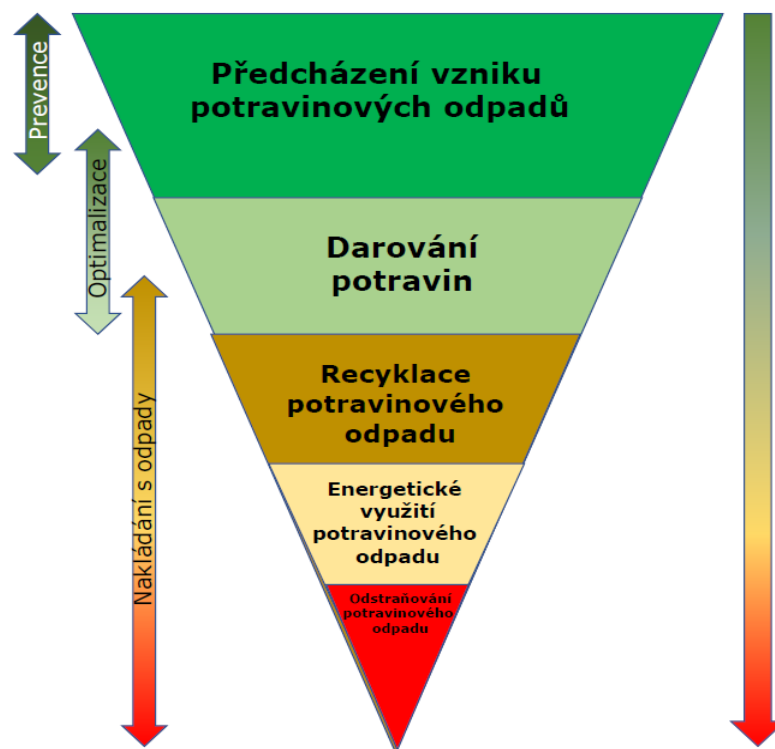 Prevence
Optimalizace
Nakládání s odpady
Předcházení vzniku
potravinových odpadů
Darování
potravin
Recyklace
potravinového
odpadu
Energetické
využití
potravinového
odpadu
Odstraňování
potravinového
odpadu